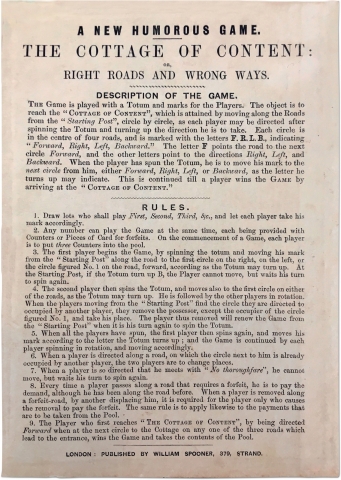 A NEW HUMOROUS GAME.
THE COTTAGE OF CONTENT:
OR,
RIGHT ROADS AND WRONG WAYS.
DESCRIPTION OF THE GAME.
THE Game is played with a Totum and marks for the Players. The object is to
reach the "COTTAGE OF CONTENT", which is attained by moving along the Roads
from the "Starting Post", circle by circle, as each player may be directed after
spinning the Totum and turning up the direction he is to take. Each circle is
in the centre of four roads, and is marked with the letters F. R. L. B., indicating
"Forward, Right, Left, Backward." The letter F points the road to the next
circle Forward, and the other letters point to the directions Right, Left, and
Backward. When the player has spun the Totum, he is to move his mark to the
next circle from him, either Forward, Right, Left, or Backward, as the letter he
turns up may indicate. This is continued till a player wins the GAME by
arriving at the "COTTAGE OF CONTENT."
RULES.
1. DRAW lots who shall play First, Second, Third, &c., and let each player take his
mark accordingly.
2. Any number can play the Game at the same time, each being provided with
Counters or Pieces of Card for forfeits. On the commencement of a Game, each player
is to put three Counters into the pool.
3. The first player begins the Game, by spinning the totum and moving his mark
from the "Starting Post" along the road to the first circle on the right, on the left, or
the circle figured No. 1 on the road, forward, according as the Totum may turn up. At
the Starting Post, if the Totum turn up B, the Player cannot move, but waits his turn
to spin again.
4. The second player then spins the Totum, and moves also to the first circle on either
of the roads, as the Totum may turn up. He is followed by the other players in rotation.
When the players moving from the "Starting Post" find the circle they are directed to
occupied by another player, they remove the possessor, except the occupier of the circle
figured No. 1, and take his place. The player thus removed will renew the Game from
the "Starting Post" when it is his turn again to spin the Totum.
5. When all the players have spun, the first player then spins again, and moves his
mark according to the letter the Totum turns up; and the Game is continued by each
player spinning in rotation, and moving accordingly.
6. When a player is directed along a road, on which the circle next to him is already
occupied by another player, the two players are to change places.
7. When a player is so directed that he meets with "No thoroughfare", he cannot
move, but waits his turn to spin again.
8. Every time a player passes along a road that requires a forfeit, he is to pay the
demand, although he has been along the road before. When a player is removed along
a forfeit-road, by another displacing him, it is required for the player only who causes
the removal to pay the forfeit. The same rule is to apply likewise to the payments that
are to be taken from the Pool.
9. The Player who first reaches "THE COTTAGE OF CONTENT", by being directed
Forward when at the next circle to the Cottage on any one of the three roads which
lead to the entrance, wins the Game and takes the contents of the Pool.
LONDON: PUBLISHED BY WILLIAM SPOONER, 379, STRAND.